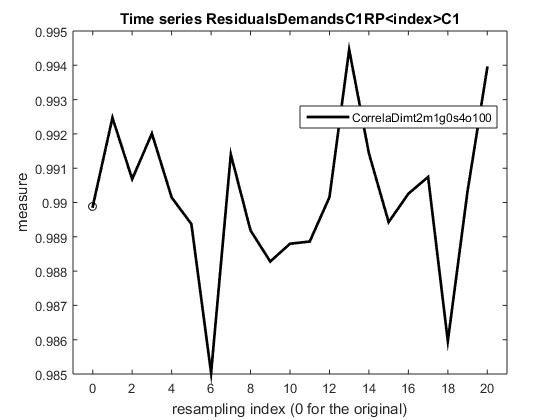 Time series ResidualsDemandsC1RP<index>C1
0.995
0.994
0.993
0.992
0.991
0.99
0.989
0.988
0.987
0.986
0.985
measure
CorrelaDimt2m1g0s4o100
0 2 4 6 8 10 12 14 16 18 20
resampling index (0 for the original)